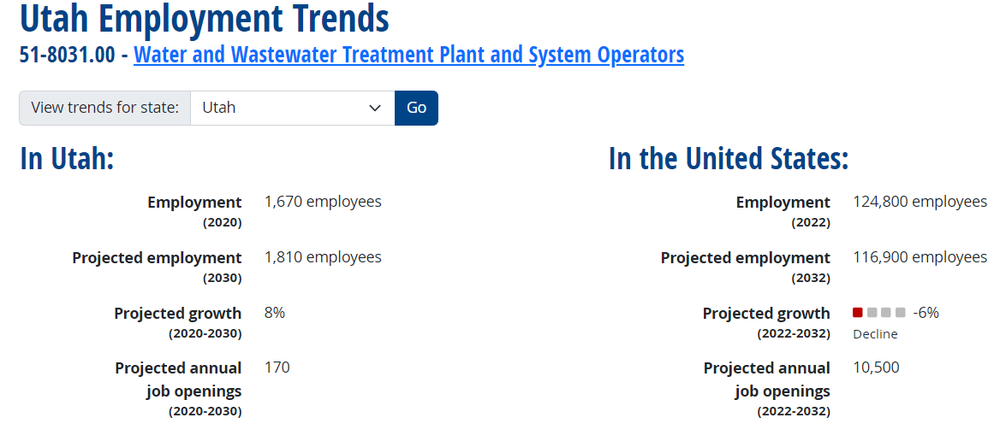 Utah Employment Trends
51-8031.00 - Water and Wastewater Treatment Plant and System Operators
View trends for state: Utah Go
In Utah:
Employment 1,670 employees
(2020)
Projected employment 1,810 employees
(2030)
Projected growth 8%
(2020-2030)
Projected annual 170
job openings
(2020-2030)
In the United States:
Employment 124,800 employees
(2022)
Projected employment 116,900 employees
(2032)
Projected growth -6%
(2022-2032) Decline
Projected annual 10,500
job openings
(2022-2032)